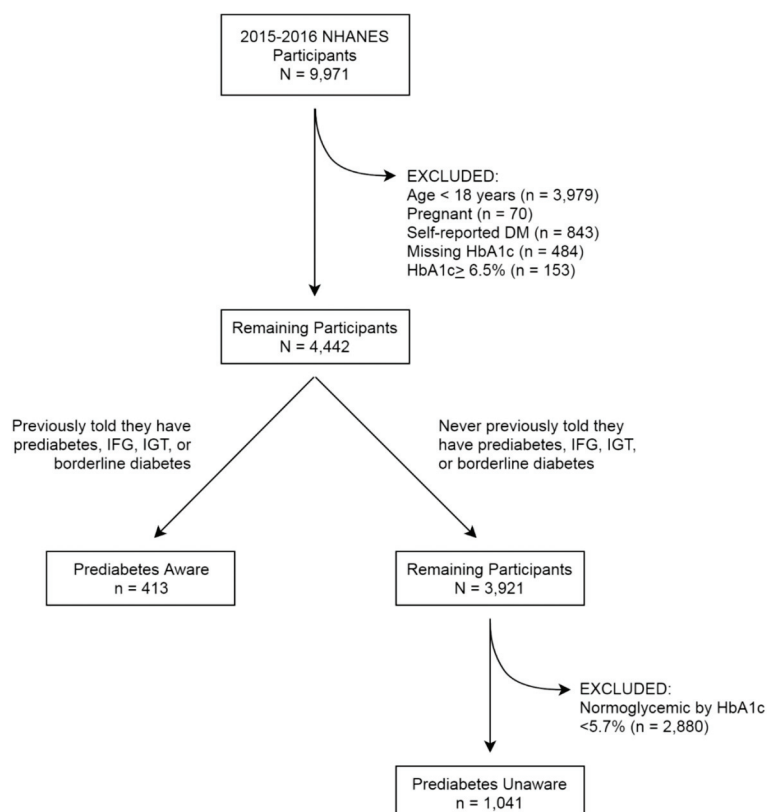 2015-2016 NHANES
Participants
N = 9,971
EXCLUDED:
Age < 18 years (n = 3,979)
Pregnant (n = 70)
Self-reported DM (n = 843)
Missing HbA1c (n = 484)
HbA1c≥ 6.5% (n = 153)
Remaining Participants
N = 4,442
Previously told they have
prediabetes, IFG, IGT, or
borderline diabetes
Never previously told they
have prediabetes, IFG, IGT,
or borderline diabetes
Prediabetes Aware
n = 413
Remaining Participants
N = 3,921
EXCLUDED:
Normoglycemic by HbA1c
<5.7% (n = 2,880)
Prediabetes Unaware
n = 1,041